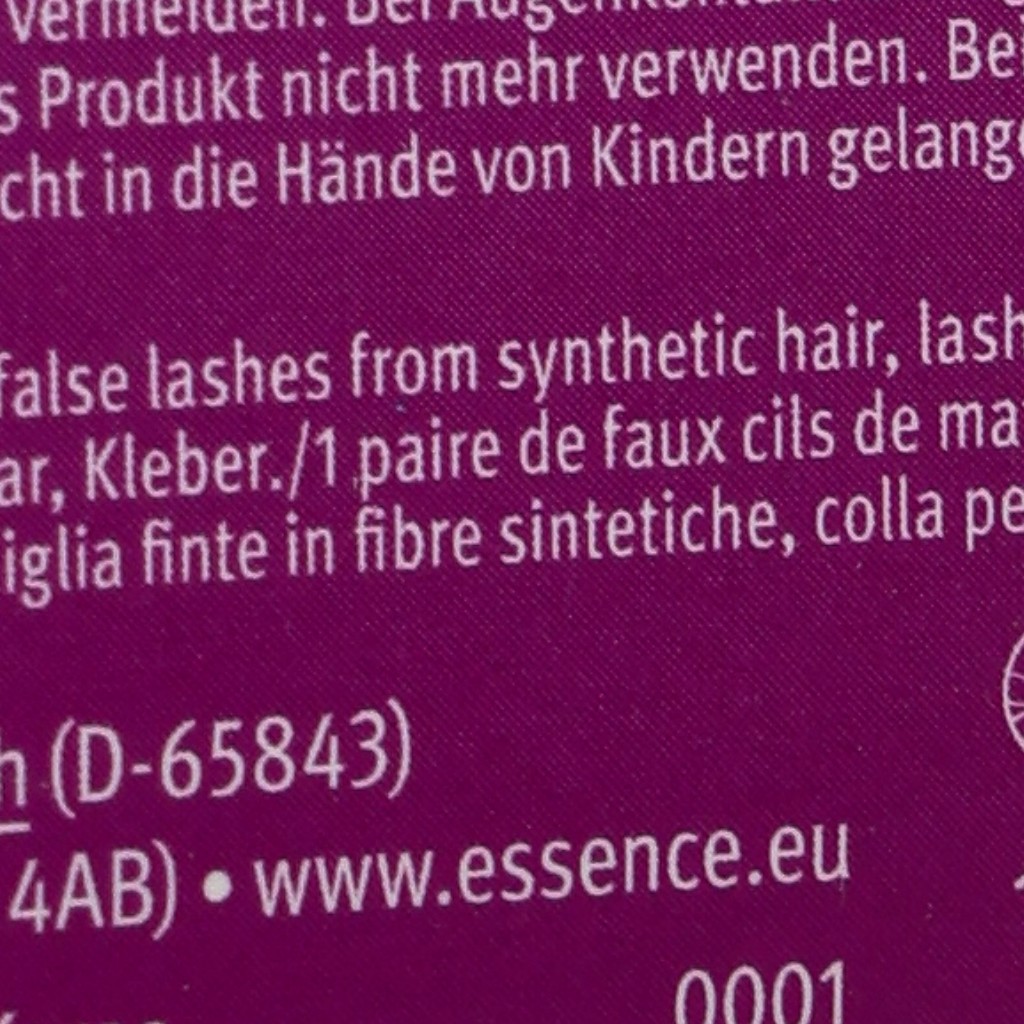 vermeiden. Bei
s Produkt nicht mehr verwenden. Bei
cht in die Hände von Kindern gelang
false lashes from synthetic hair, lash
ar, Kleber./1 paire de faux cils de ma
iglia finte in fibre sintetiche, colla pe
h (D-65843)
4AB) • www.essence.eu
0001